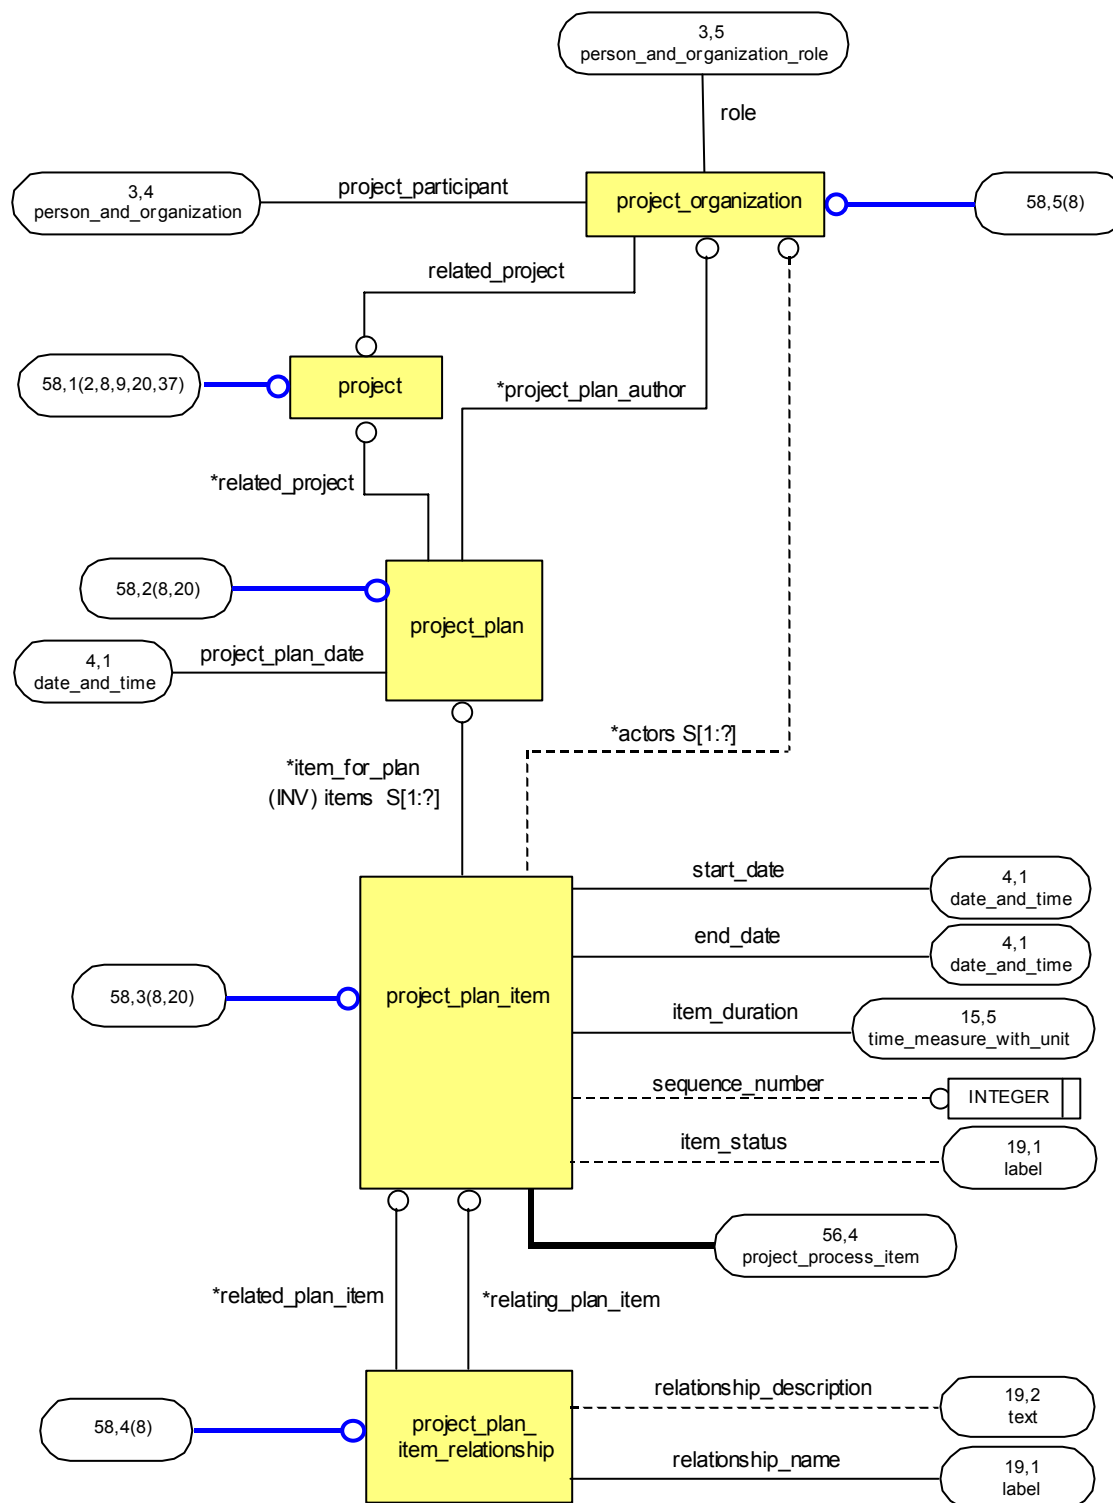 3,5
person_and_organization_role
role
3,4
person_and_organization
project_participant
project_organization
58,5(8)
related_project
58,1(2,8,9,20,37)
project
*project_plan_author
*related_project
58,2(8,20)
project_plan
4,1
date_and_time
project_plan_date
*actors S[1:?]
*item_for_plan
(INV) items S[1:?]
start_date
4,1
date_and_time
end_date
4,1
date_and_time
58,3(8,20)
project_plan_item
item_duration
15,5
time_measure_with_unit
sequence_number
INTEGER
item_status
19,1
label
56,4
project_process_item
*related_plan_item
*relating_plan_item
58,4(8)
project_plan_
item_relationship
relationship_description
19,2
text
relationship_name
19,1
label